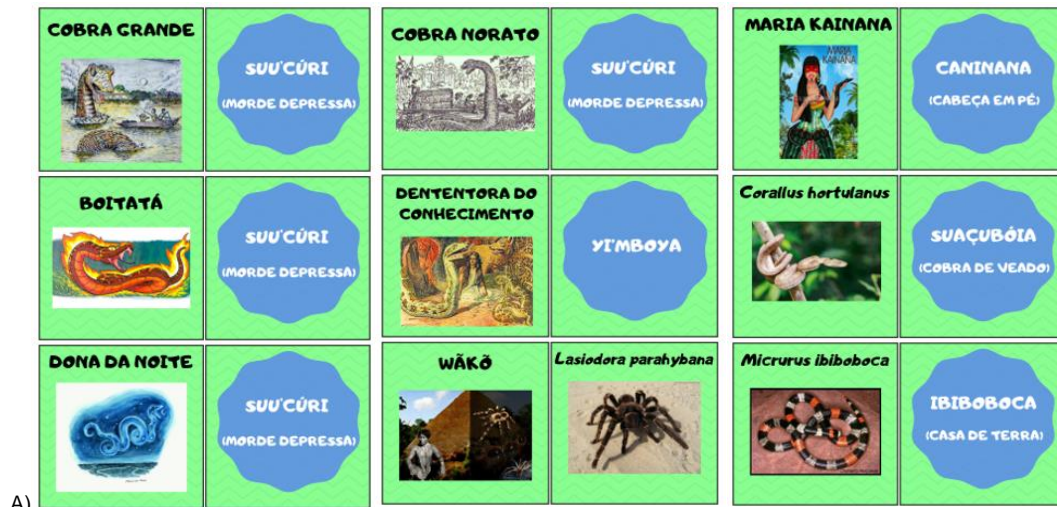 COBRA GRANDE
SUU'CÚRI
(MORDE DEPRESSA)
COBRA NORATO
SUU'CÚRI
(MORDE DEPRESSA)
MARIA KAINANA
MARIA
KAINANA
CANINANA
(CABEÇA EM PÉ)
BOITATÁ
SUU'CÚRI
(MORDE DEPRESSA)
DENTENTORA DO
CONHECIMENTO
YI'MBOYA
Corallus hortulanus
SUAÇUBÓIA
(COBRA DE VEADO)
DONA DA NOITE
SUU'CÚRI
(MORDE DEPRESSA)
WÃKÕ
Lasiodora parahybana
Micrurus ibiboboca
IBIBOBOCA
(CASA DE TERRA)
A)